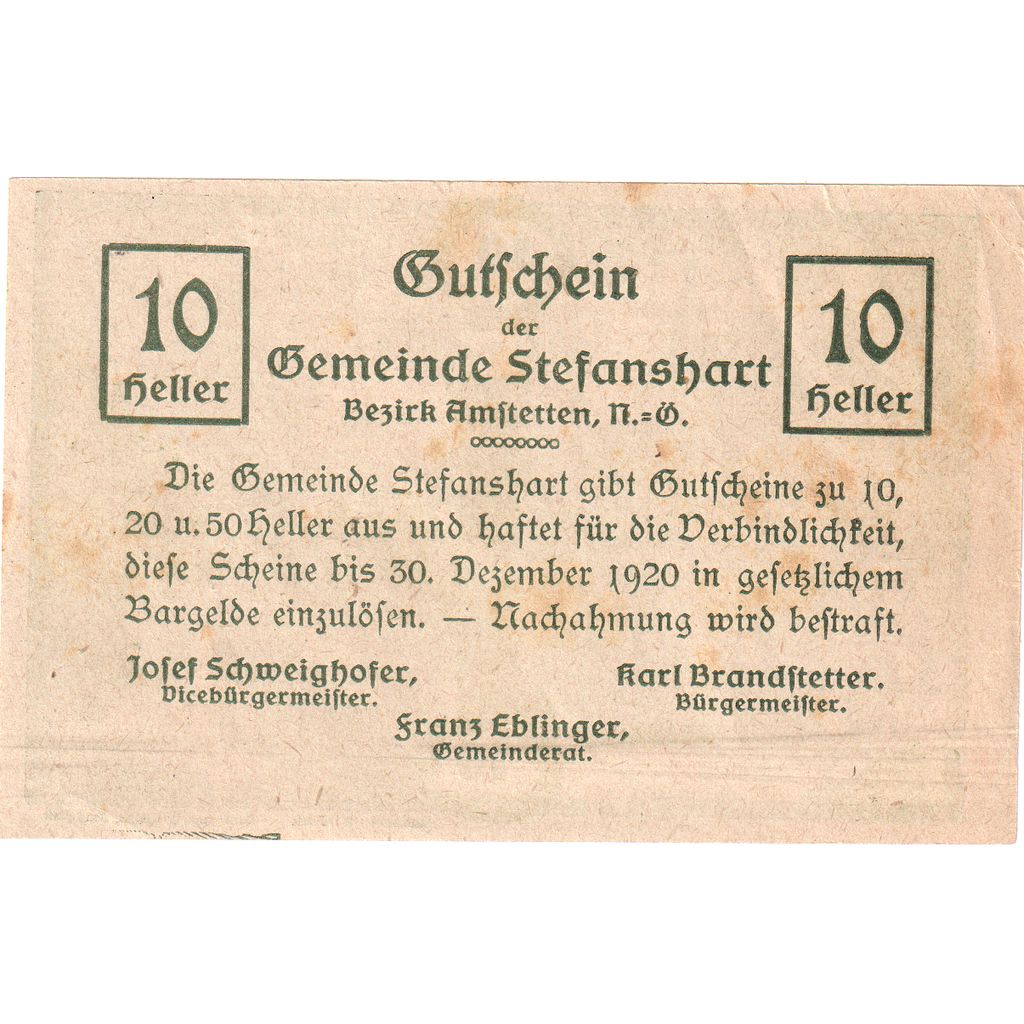 10
Heller
Gutschein
der
Gemeinde Stefanshart
Bezirk Amstetten, N.=Ö.
10
Heller
Die Gemeinde Stefanshart gibt Gutscheine zu 10,
20 u. 50 Heller aus und haftet für die Verbindlichkeit,
diese Scheine bis 30. Dezember 1920 in gesetzlichem
Bargelde einzulösen. — Nachahmung wird bestraft.
Josef Schweighofer,
Vicebürgermeister.
Karl Brandstetter.
Bürgermeister.
Franz Eblinger,
Gemeinderat.